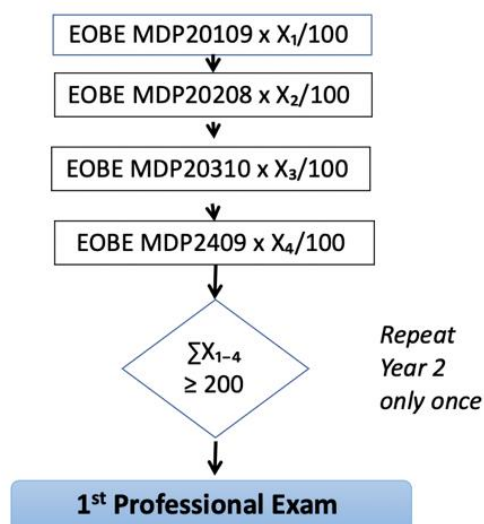 EOBE MDP20109 x X₁/100
EOBE MDP20208 x X₂/100
EOBE MDP20310 x X₃/100
EOBE MDP2409 x X₄/100
∑X₁₋₄
≥ 200
Repeat
Year 2
only once
1ˢᵗ Professional Exam